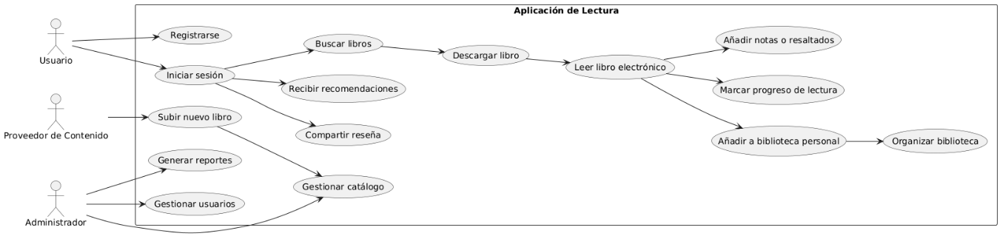 Aplicación de Lectura
Usuario
Proveedor de Contenido
Administrador
Registrarse
Iniciar sesión
Subir nuevo libro
Generar reportes
Gestionar usuarios
Buscar libros
Recibir recomendaciones
Compartir reseña
Gestionar catálogo
Descargar libro
Leer libro electrónico
Añadir notas o resaltados
Marcar progreso de lectura
Añadir a biblioteca personal
Organizar biblioteca